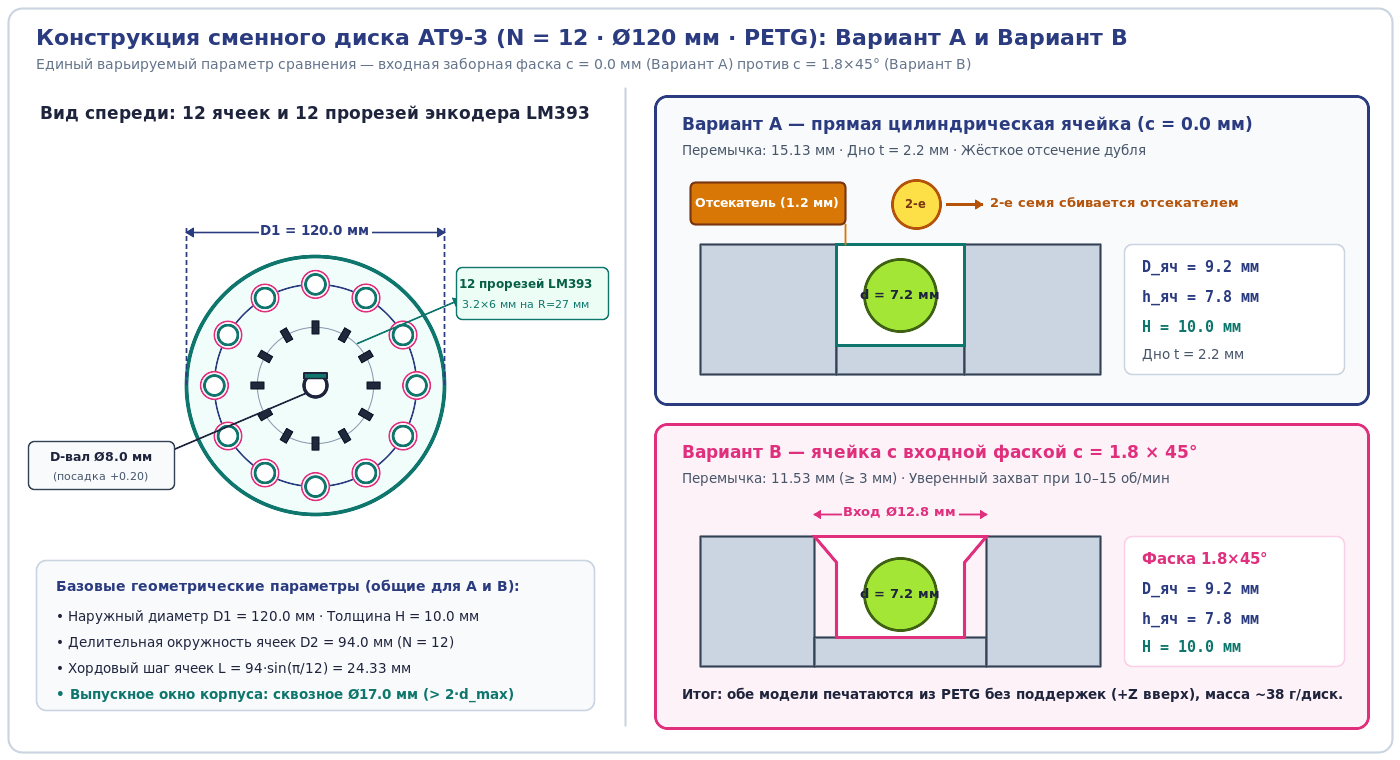 Конструкция сменного диска АТ9-3 (N = 12 · Ø120 мм · PETG): Вариант А и Вариант В
Единый варьируемый параметр сравнения — входная заборная фаска c = 0.0 мм (Вариант А) против c = 1.8×45° (Вариант В)
Вид спереди: 12 ячеек и 12 прорезей энкодера LM393
D1 = 120.0 мм
12 прорезей LM393
3.2×6 мм на R=27 мм
D-вал Ø8.0 мм
(посадка +0.20)
Базовые геометрические параметры (общие для А и В):
• Наружный диаметр D1 = 120.0 мм · Толщина H = 10.0 мм
• Делительная окружность ячеек D2 = 94.0 мм (N = 12)
• Хордовый шаг ячеек L = 94·sin(π/12) = 24.33 мм
• Выпускное окно корпуса: сквозное Ø17.0 мм (> 2·d_max)
Вариант А — прямая цилиндрическая ячейка (c = 0.0 мм)
Перемычка: 15.13 мм · Дно t = 2.2 мм · Жёсткое отсечение дубля
Отсекатель (1.2 мм)
2-е
2-е семя сбивается отсекателем
d = 7.2 мм
D_яч = 9.2 мм
h_яч = 7.8 мм
H = 10.0 мм
Дно t = 2.2 мм
Вариант В — ячейка с входной фаской c = 1.8 × 45°
Перемычка: 11.53 мм (≥ 3 мм) · Уверенный захват при 10–15 об/мин
Вход Ø12.8 мм
d = 7.2 мм
Фаска 1.8×45°
D_яч = 9.2 мм
h_яч = 7.8 мм
H = 10.0 мм
Итог: обе модели печатаются из PETG без поддержек (+Z вверх), масса ~38 г/диск.